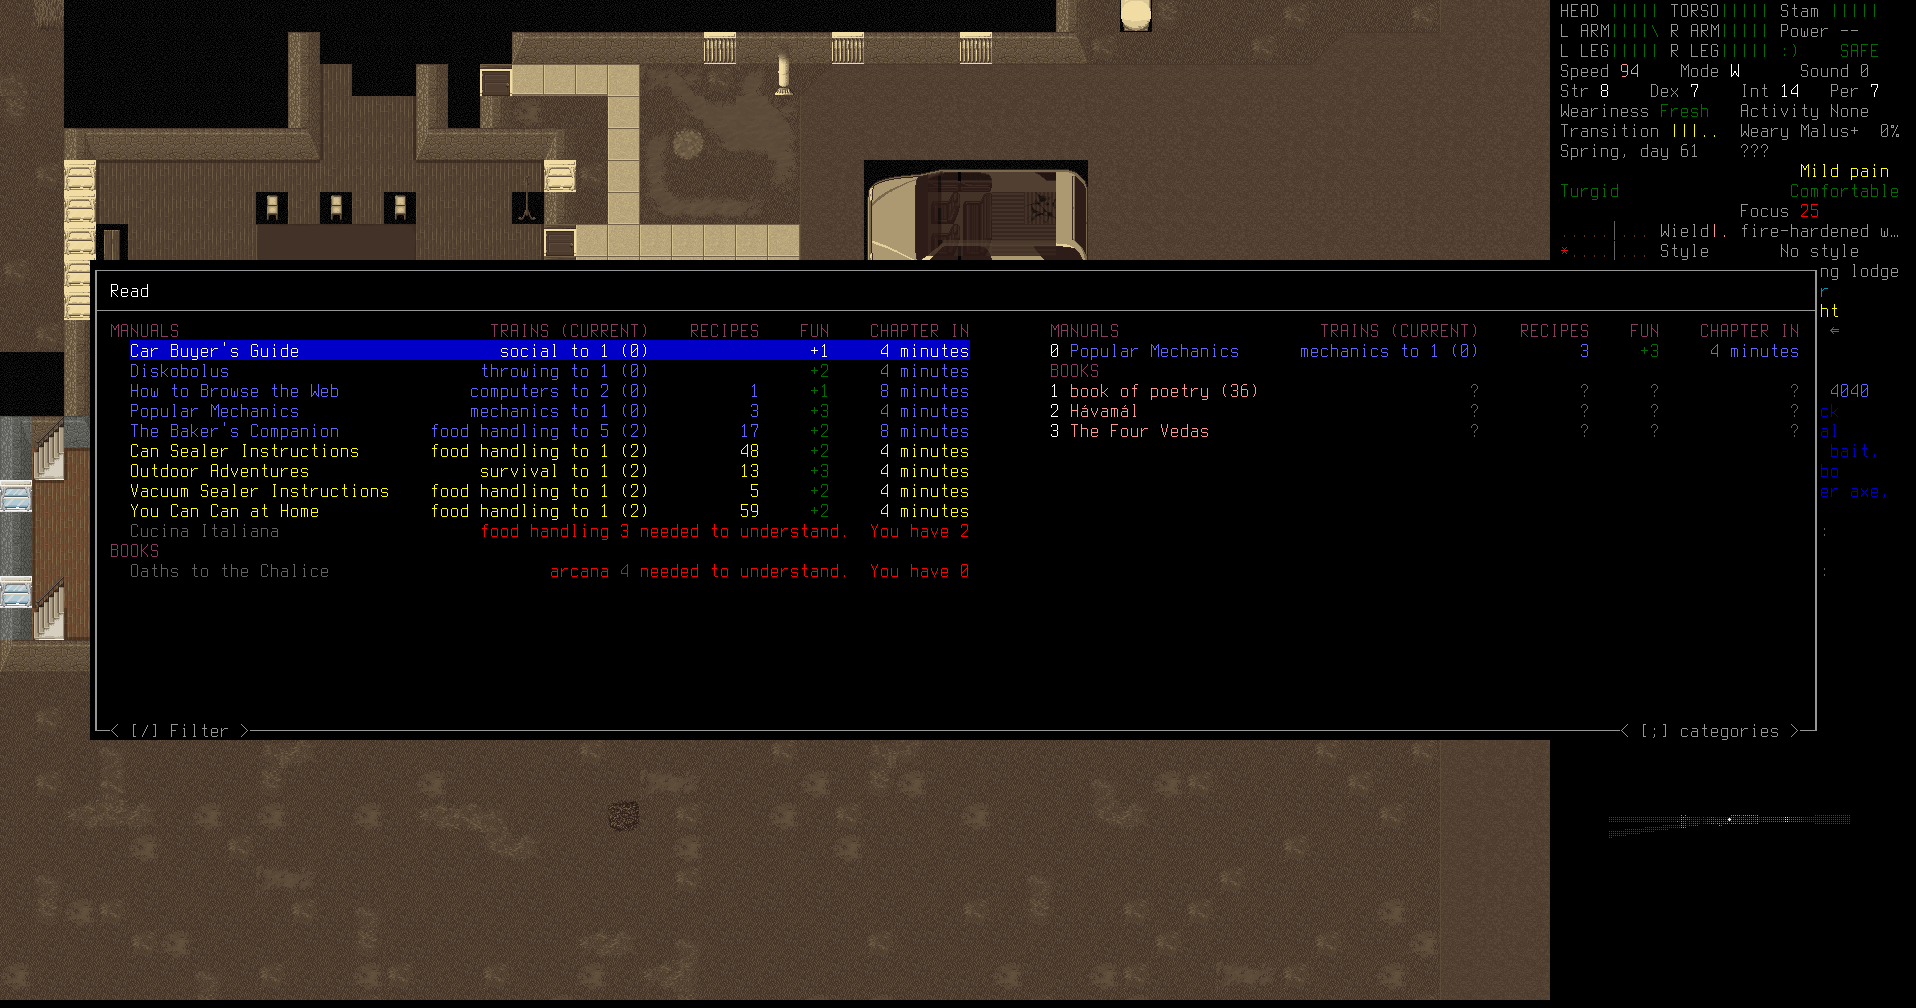 HEAD ||||| TORSO||||| Stam |||||
L ARM||||\ R ARM||||| Power --
L LEG||||| R LEG||||| :) SAFE
Speed 94 Mode W Sound 0
Str 8 Dex 7 Int 14 Per 7
Weariness Fresh Activity None
Transition |||.. Weary Malus+ 0%
Spring, day 61 ???
Mild pain
Turgid Comfortable
Focus 25
.....|... Wield|. fire-hardened w…
*....|... Style No style
ng lodge
r
ht
⇐
4040
ck
al
bait,
bo
er axe,
:
:
Read
MANUALS TRAINS (CURRENT) RECIPES FUN CHAPTER IN
Car Buyer's Guide social to 1 (0) +1 4 minutes
Diskobolus throwing to 1 (0) +2 4 minutes
How to Browse the Web computers to 2 (0) 1 +1 8 minutes
Popular Mechanics mechanics to 1 (0) 3 +3 4 minutes
The Baker's Companion food handling to 5 (2) 17 +2 8 minutes
Can Sealer Instructions food handling to 1 (2) 48 +2 4 minutes
Outdoor Adventures survival to 1 (2) 13 +3 4 minutes
Vacuum Sealer Instructions food handling to 1 (2) 5 +2 4 minutes
You Can Can at Home food handling to 1 (2) 59 +2 4 minutes
Cucina Italiana food handling 3 needed to understand. You have 2
BOOKS
Oaths to the Chalice arcana 4 needed to understand. You have 0
MANUALS TRAINS (CURRENT) RECIPES FUN CHAPTER IN
0 Popular Mechanics mechanics to 1 (0) 3 +3 4 minutes
BOOKS
1 book of poetry (36) ? ? ? ?
2 Hávamál ? ? ? ?
3 The Four Vedas ? ? ? ?
< [/] Filter >
< [;] categories >